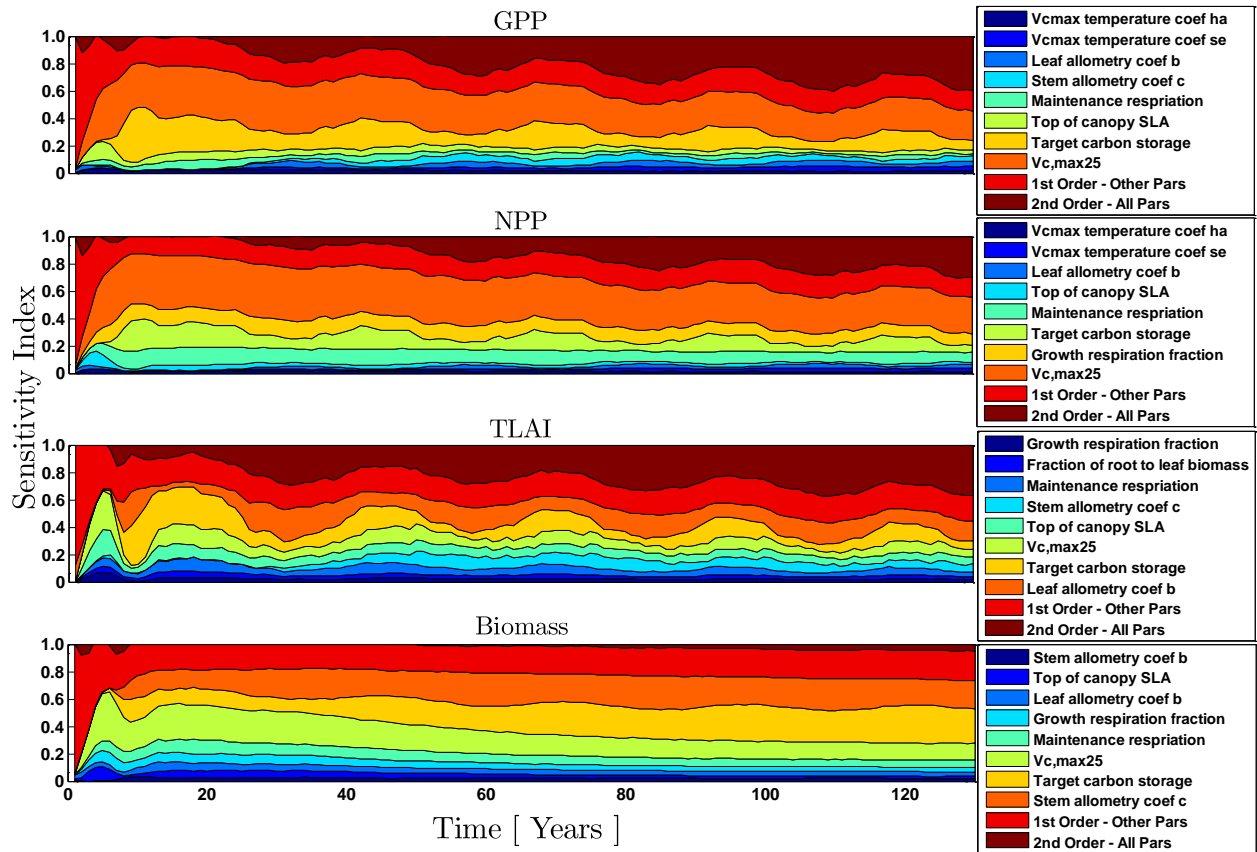 GPP
1.0
0.8
0.6
0.4
0.2
0
Vcmax temperature coef ha
Vcmax temperature coef se
Leaf allometry coef b
Stem allometry coef c
Maintenance respriation
Top of canopy SLA
Target carbon storage
Vc,max25
1st Order - Other Pars
2nd Order - All Pars
NPP
1.0
0.8
0.6
0.4
0.2
0
Vcmax temperature coef ha
Vcmax temperature coef se
Leaf allometry coef b
Top of canopy SLA
Maintenance respriation
Target carbon storage
Growth respiration fraction
Vc,max25
1st Order - Other Pars
2nd Order - All Pars
Sensitivity Index
TLAI
1.0
0.8
0.6
0.4
0.2
0
Growth respiration fraction
Fraction of root to leaf biomass
Maintenance respriation
Stem allometry coef c
Top of canopy SLA
Vc,max25
Target carbon storage
Leaf allometry coef b
1st Order - Other Pars
2nd Order - All Pars
Biomass
1.0
0.8
0.6
0.4
0.2
0
Stem allometry coef b
Top of canopy SLA
Leaf allometry coef b
Growth respiration fraction
Maintenance respriation
Vc,max25
Target carbon storage
Stem allometry coef c
1st Order - Other Pars
2nd Order - All Pars
0 20 40 60 80 100 120
Time [ Years ]